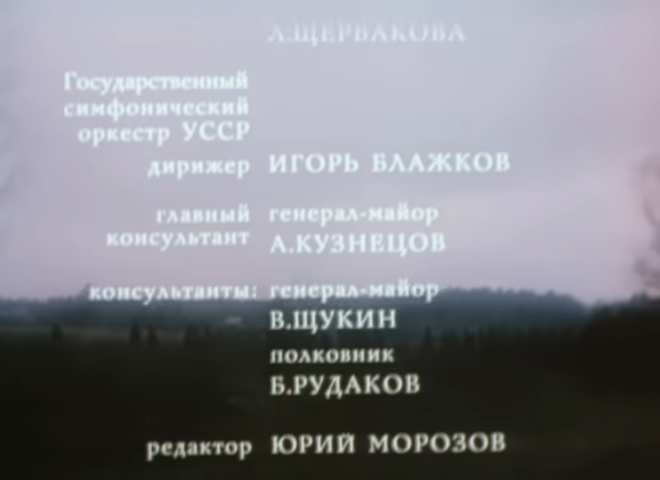 Л.ЩЕРБАКОВА
Государственный
симфонический
оркестр УССР
дирижер ИГОРЬ БЛАЖКОВ
главный генерал-майор
консультант А.КУЗНЕЦОВ
консультанты: генерал-майор
В.ЩУКИН
полковник
Б.РУДАКОВ
редактор ЮРИЙ МОРОЗОВ